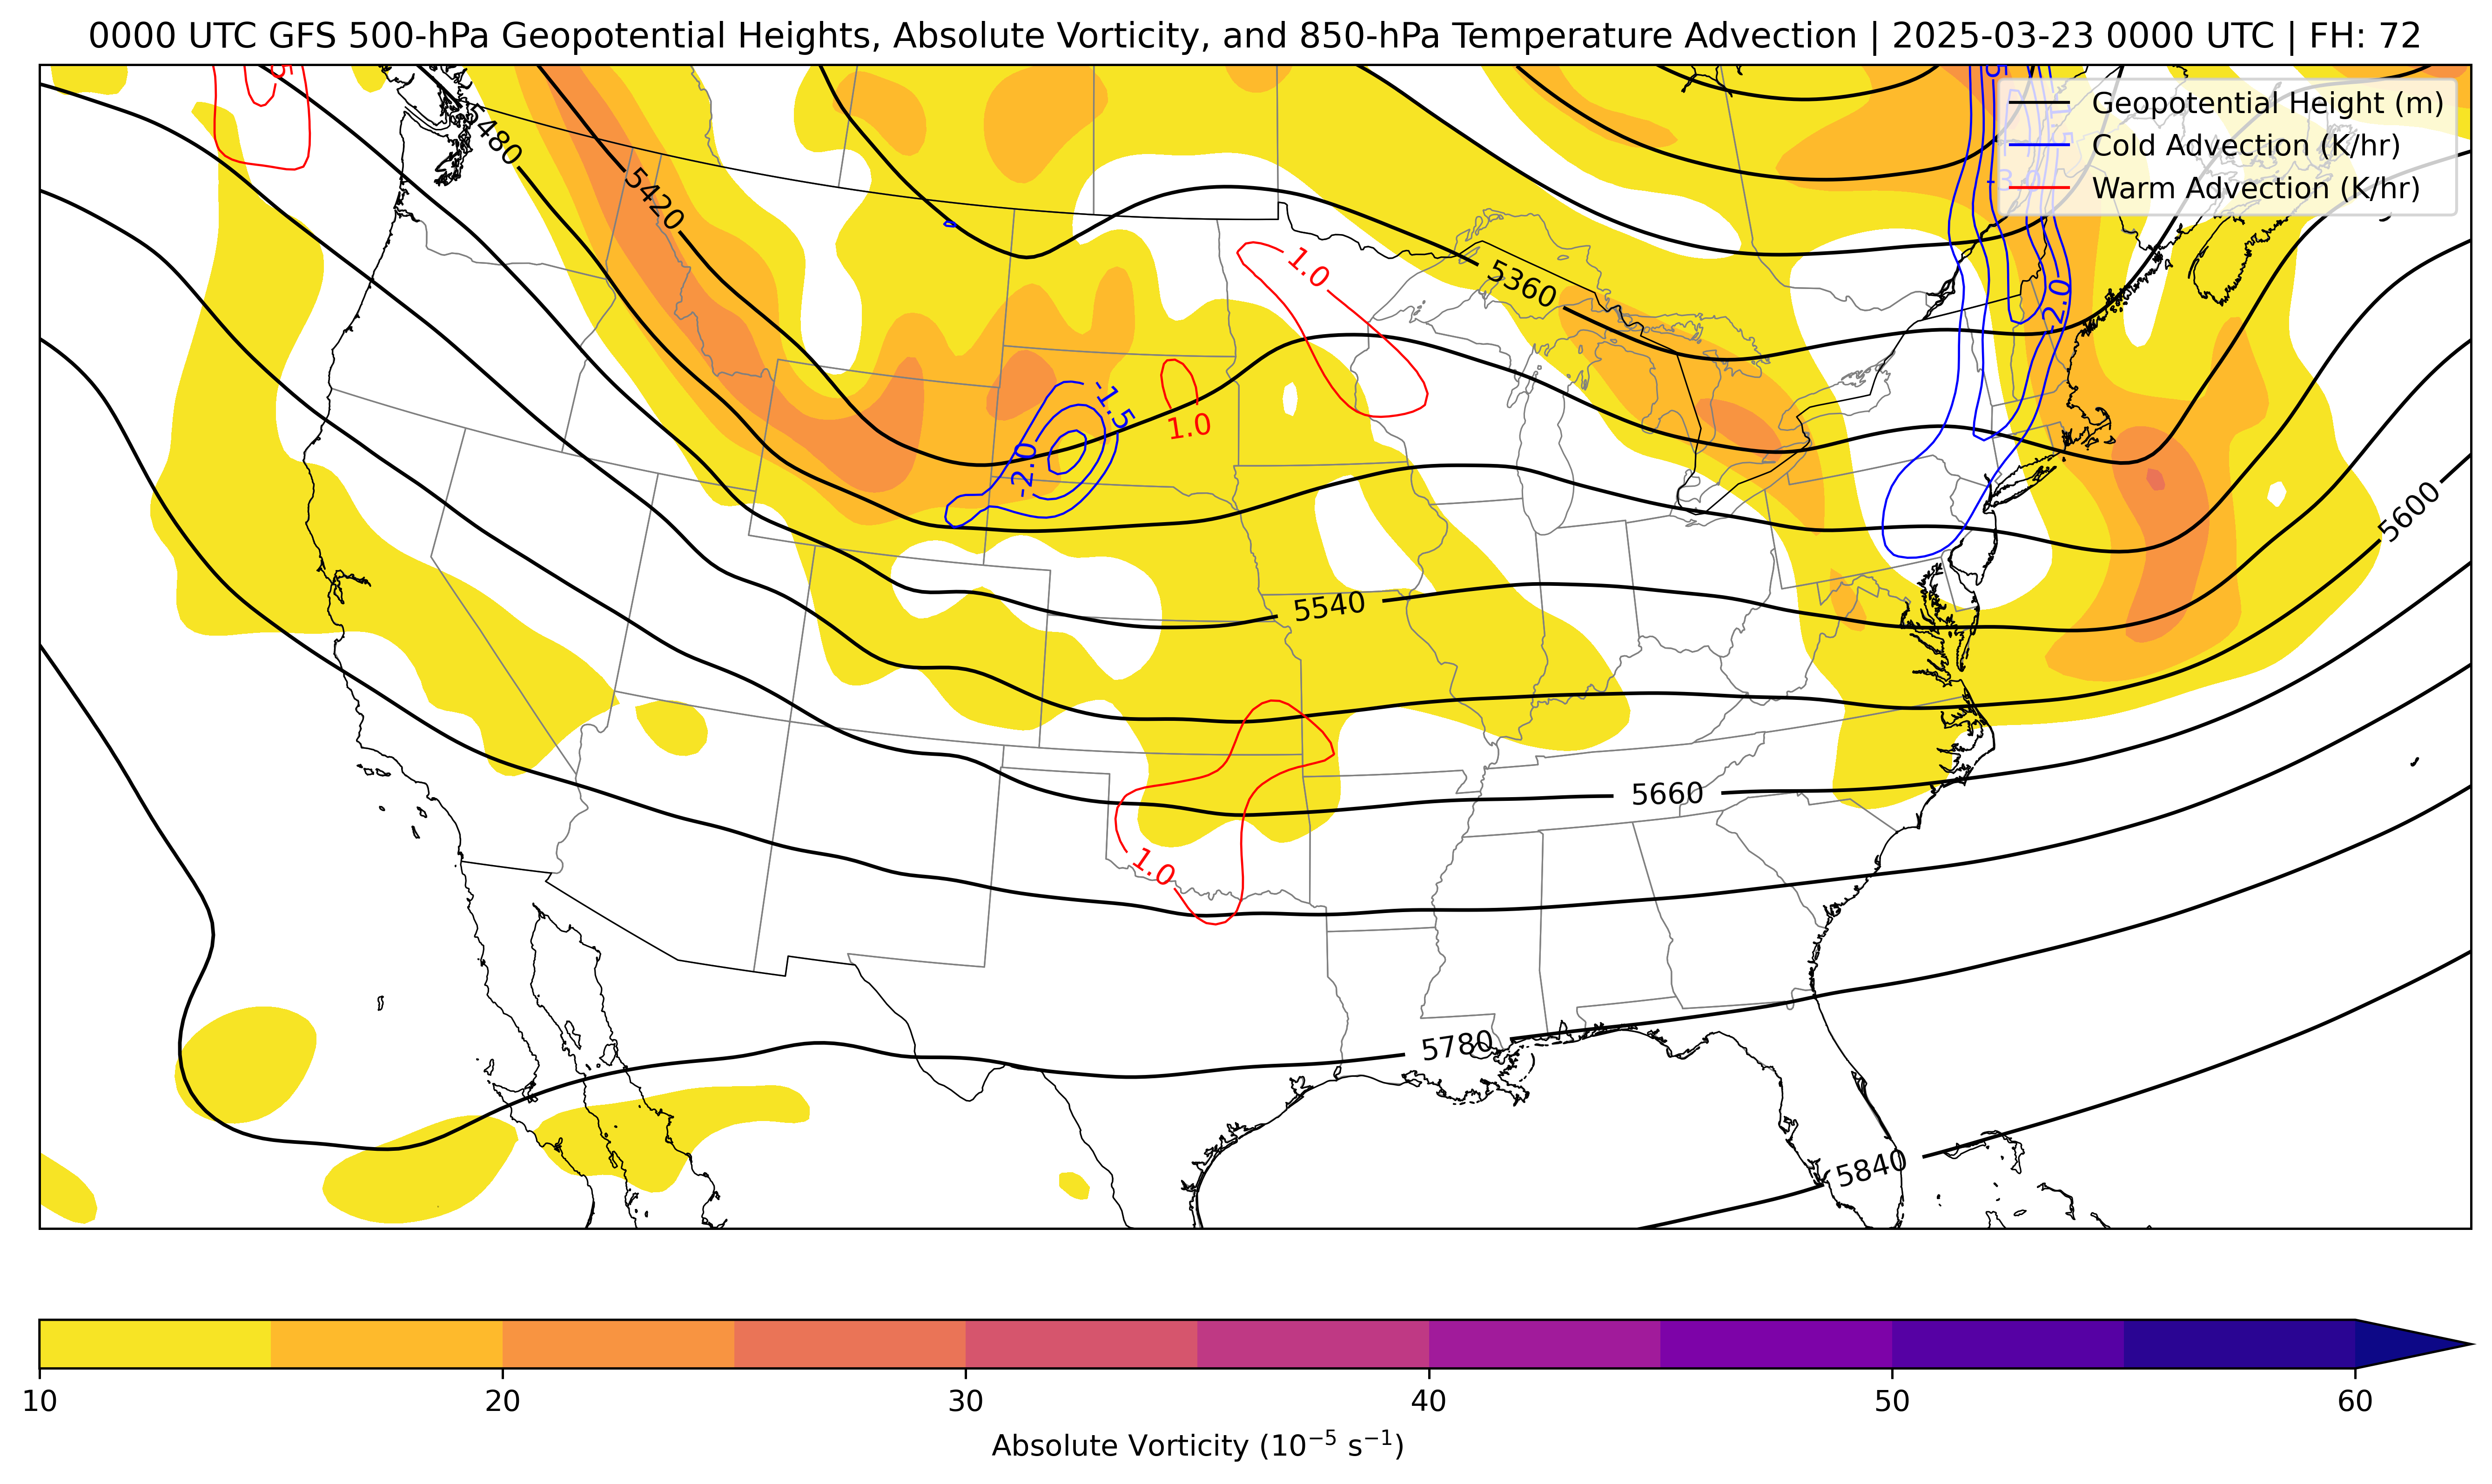 0000 UTC GFS 500-hPa Geopotential Heights, Absolute Vorticity, and 850-hPa Temperature Advection | 2025-03-23 0000 UTC | FH: 72
Geopotential Height (m)
Cold Advection (K/hr)
Warm Advection (K/hr)
5480
5420
1.0
5360
-2.0
-1.5
1.0
-2.0
5600
5540
5660
1.0
5780
5840
10 20 30 40 50 60
Absolute Vorticity (10⁻⁵ s⁻¹)